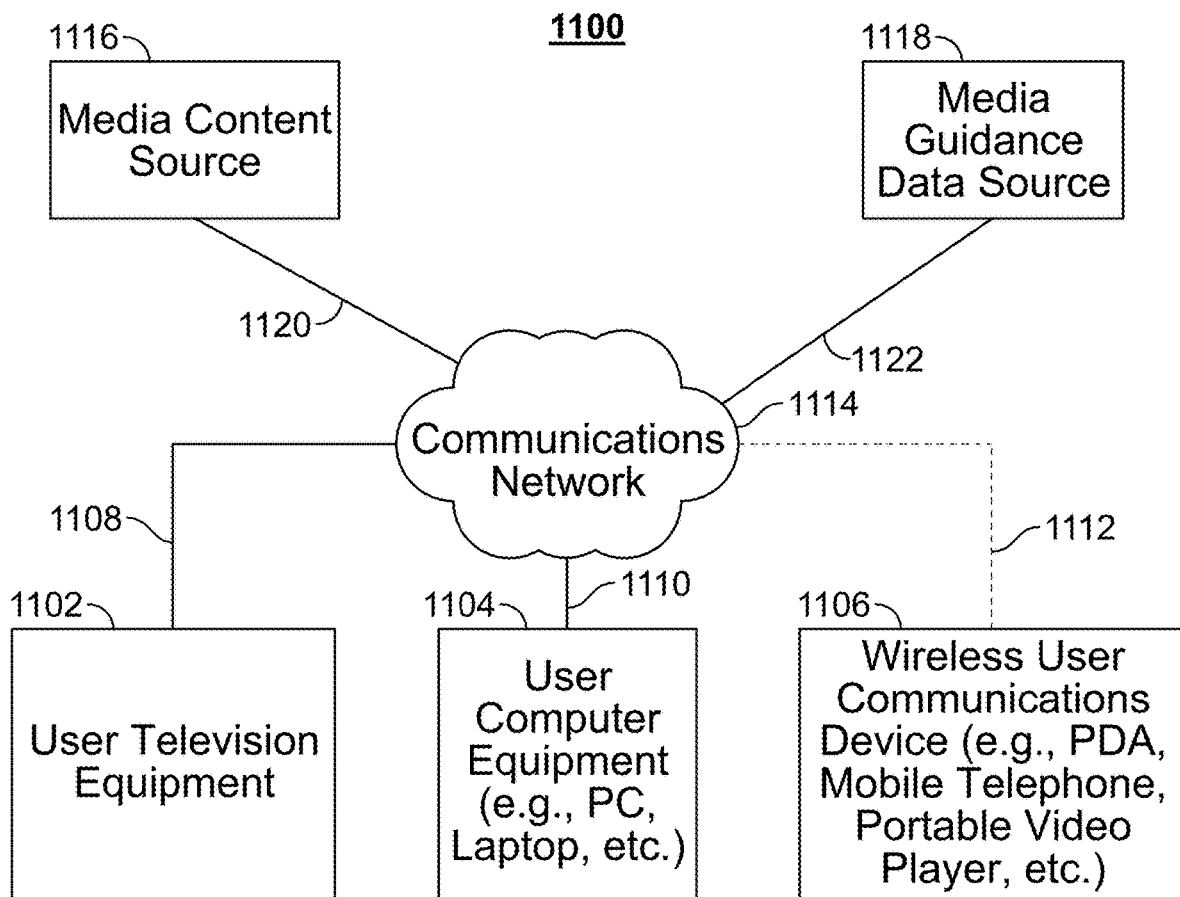 1100
1116
1118
Media Content
Source
Media
Guidance
Data Source
1120
1122
1114
Communications
Network
1108
1112
1110
1102
1104
1106
User Television
Equipment
User
Computer
Equipment
(e.g., PC,
Laptop, etc.)
Wireless User
Communications
Device (e.g., PDA,
Mobile Telephone,
Portable Video
Player, etc.)